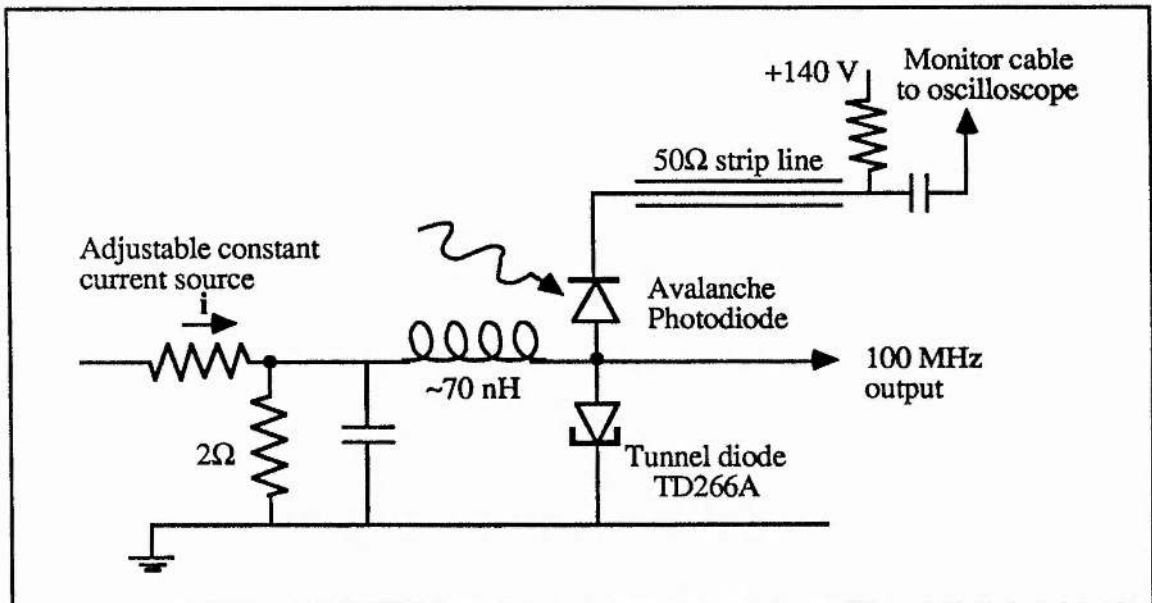 +140 V
Monitor cable
to oscilloscope
50Ω strip line
Adjustable constant
current source
i
Avalanche
Photodiode
~70 nH
100 MHz
output
2Ω
Tunnel diode
TD266A